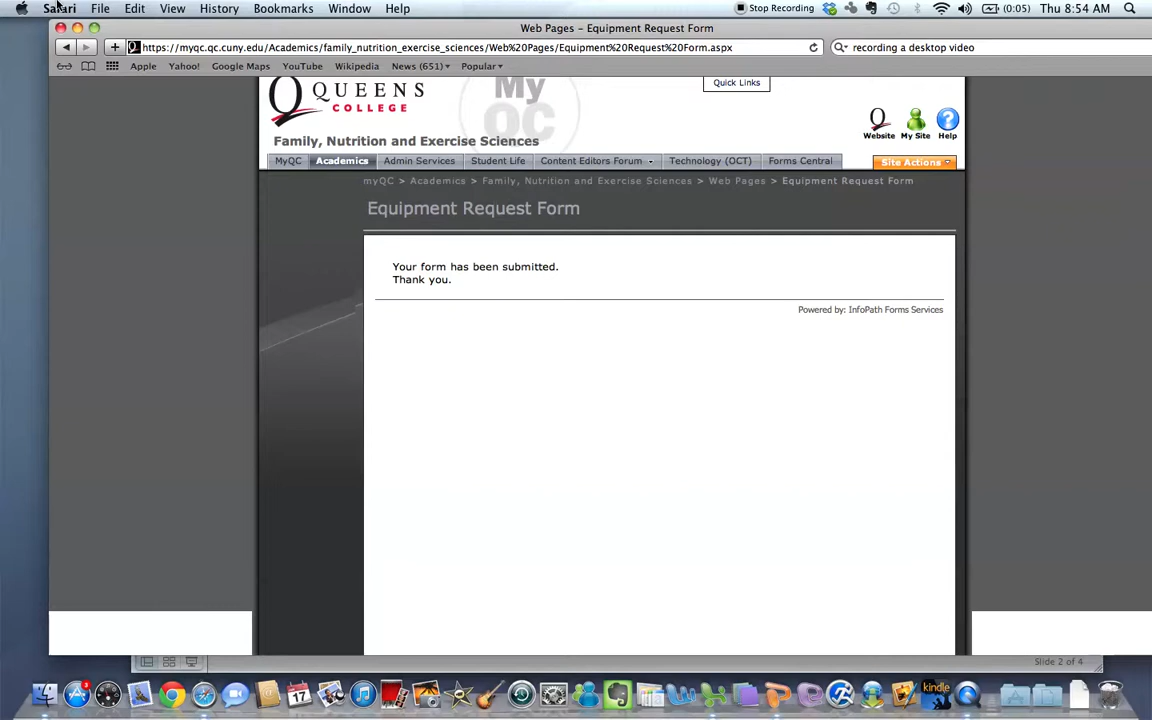 Safari File Edit View History Bookmarks Window Help Stop Recording (0:05) Thu 8:54 AM
Web Pages – Equipment Request Form
https://myqc.qc.cuny.edu/Academics/family_nutrition_exercise_sciences/Web%20Pages/Equipment%20Request%20Form.aspx recording a desktop video
Apple Yahoo! Google Maps YouTube Wikipedia News (651) Popular
QUEENS
COLLEGE
My
QC
Quick Links
Website My Site Help
Family, Nutrition and Exercise Sciences
MyQC Academics Admin Services Student Life Content Editors Forum Technology (OCT) Forms Central Site Actions
myQC > Academics > Family, Nutrition and Exercise Sciences > Web Pages > Equipment Request Form
Equipment Request Form
Your form has been submitted.
Thank you.
Powered by: InfoPath Forms Services
Slide 2 of 4
3
17
kindle